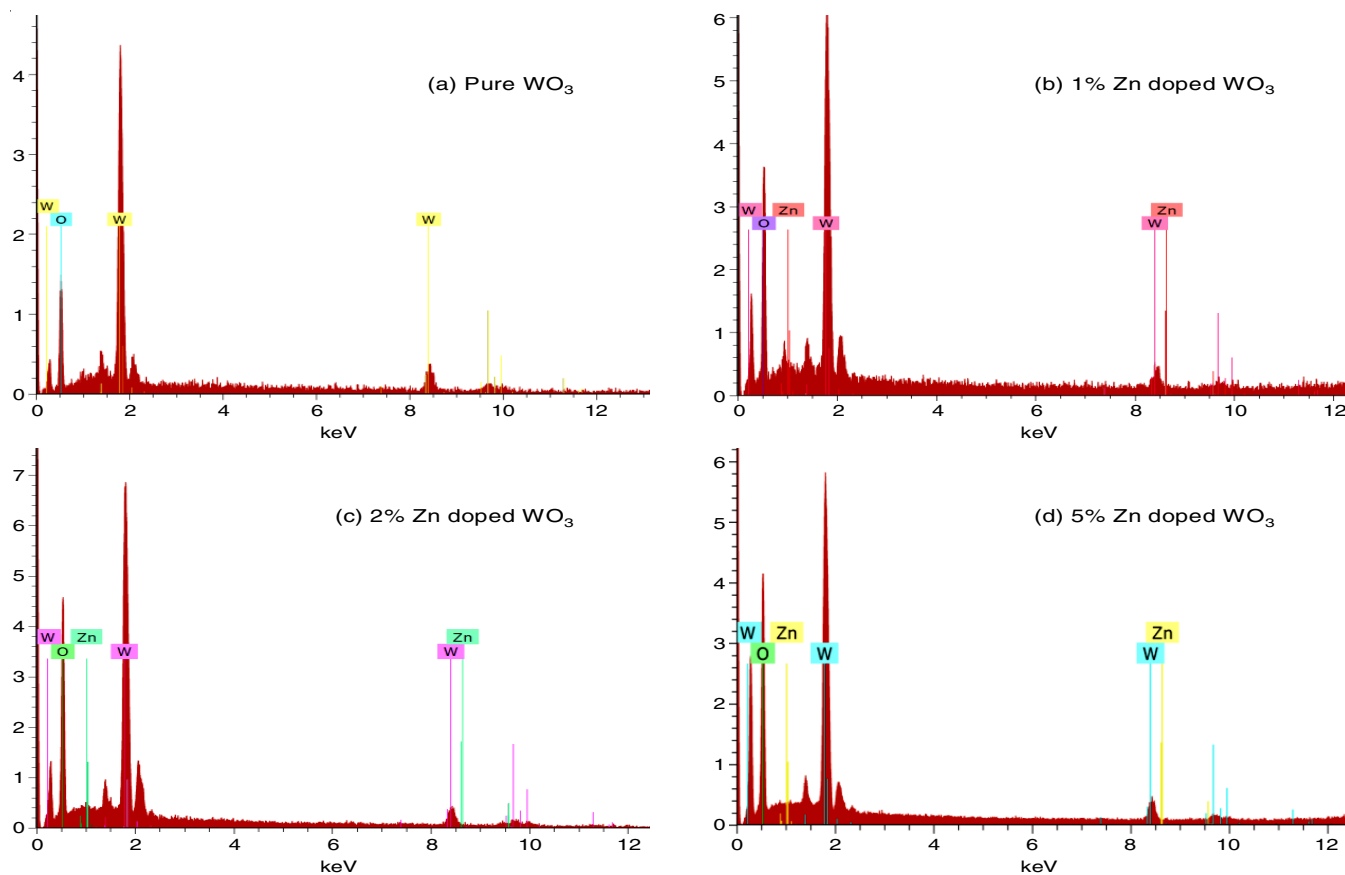 (a) Pure WO₃
4
3
2
1
0
W
O
W
W
0 2 4 6 8 10 12
keV
(b) 1% Zn doped WO₃
6
5
4
3
2
1
0
W
O
Zn
W
Zn
W
0 2 4 6 8 10 12
keV
(c) 2% Zn doped WO₃
7
6
5
4
3
2
1
0
W
O
Zn
W
Zn
W
0 2 4 6 8 10 12
keV
(d) 5% Zn doped WO₃
6
5
4
3
2
1
0
W
O
Zn
W
Zn
W
0 2 4 6 8 10 12
keV